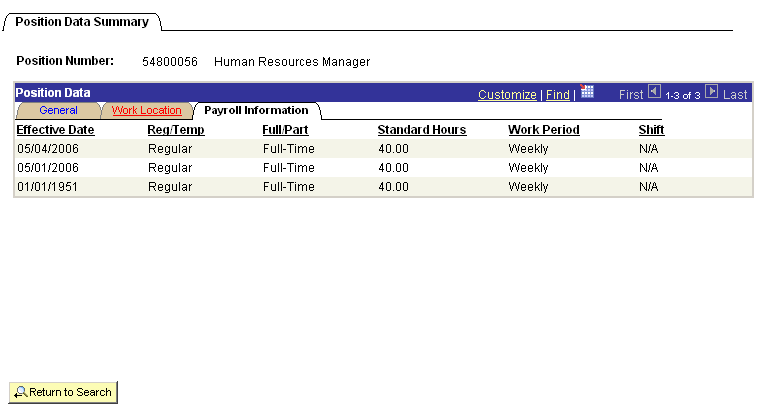 Position Data Summary
Position Number: 54800056 Human Resources Manager
Position Data Customize | Find | First 1-3 of 3 Last
General Work Location Payroll Information
Effective Date Reg/Temp Full/Part Standard Hours Work Period Shift
05/04/2006 Regular Full-Time 40.00 Weekly N/A
05/01/2006 Regular Full-Time 40.00 Weekly N/A
01/01/1951 Regular Full-Time 40.00 Weekly N/A
Return to Search